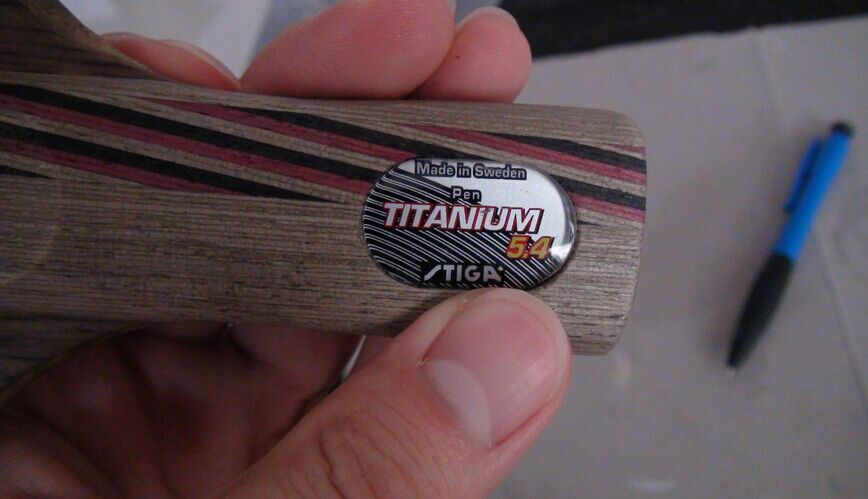 Made in Sweden
Pen
TITANiUM
5.4
STIGA